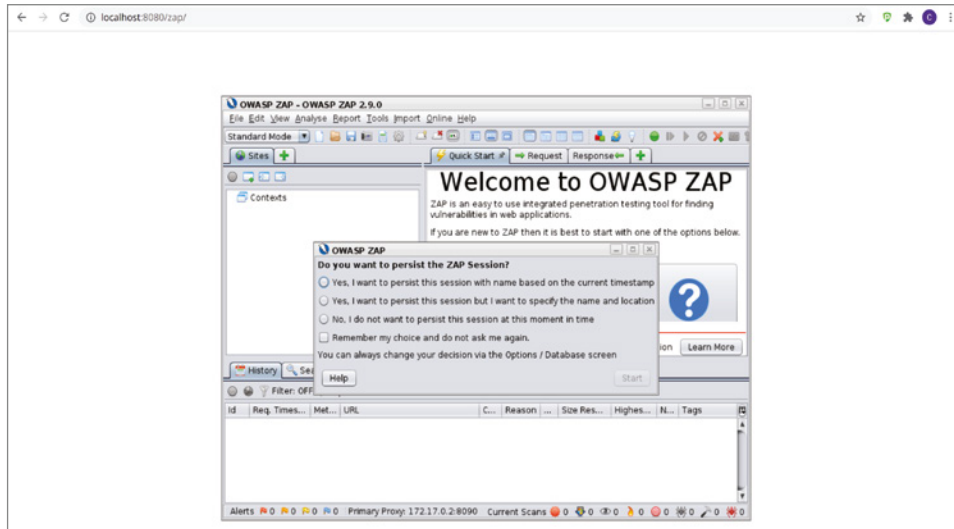 localhost:8080/zap/
C
OWASP ZAP - OWASP ZAP 2.9.0
File Edit View Analyse Report Tools Import Online Help
Standard Mode
Sites
Quick Start
Request
Response
Contexts
Welcome to OWASP ZAP
ZAP is an easy to use integrated penetration testing tool for finding
vulnerabilities in web applications.
If you are new to ZAP then it is best to start with one of the options below.
OWASP ZAP
Do you want to persist the ZAP Session?
Yes, I want to persist this session with name based on the current timestamp
Yes, I want to persist this session but I want to specify the name and location
No, I do not want to persist this session at this moment in time
Remember my choice and do not ask me again.
You can always change your decision via the Options / Database screen
Help
Start
Learn More
History
Filter: OFF
Id Req. Times... Met... URL C... Reason ... Size Res... Highes... N... Tags
Alerts 0 0 0 0 Primary Proxy: 172.17.0.2:8090 Current Scans 0 0 0 0 0 0 0 0